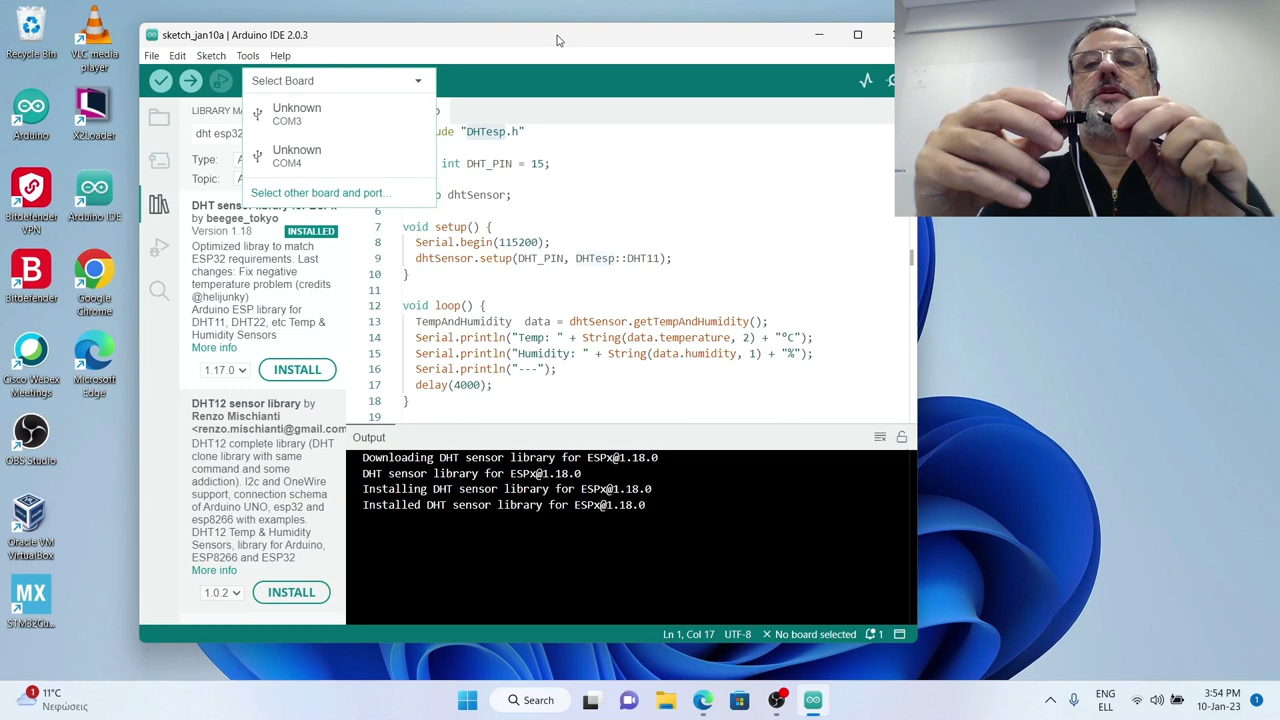 Recycle Bin
VLC media
player
Arduino
X2Loader
Bitdefender
VPN
Arduino IDE
Bitdefender
Google
Chrome
Cisco Webex
Meetings
Microsoft
Edge
OBS Studio
Oracle VM
VirtualBox
MX
STM32Cu...
sketch_jan10a | Arduino IDE 2.0.3
File Edit Sketch Tools Help
Select Board
Unknown
COM3
Unknown
COM4
Select other board and port...
LIBRARY MA
dht esp32
Type:
Topic:
DHT sensor library for ESPx
by beegee_tokyo
Version 1.18 INSTALLED
Optimized libray to match
ESP32 requirements. Last
changes: Fix negative
temperature problem (credits
@helijunky)
Arduino ESP library for
DHT11, DHT22, etc Temp &
Humidity Sensors
More info
1.17.0 INSTALL
DHT12 sensor library by
Renzo Mischianti
<renzo.mischianti@gmail.com
DHT12 complete library (DHT
clone library with same
command and some
addiction). I2c and OneWire
support, connection schema
of Arduino UNO, esp32 and
esp8266 with examples.
DHT12 Temp & Humidity
Sensors, library for Arduino,
ESP8266 and ESP32
More info
1.0.2 INSTALL
ude "DHTesp.h"
int DHT_PIN = 15;
p dhtSensor;
6
7 void setup() {
8 Serial.begin(115200);
9 dhtSensor.setup(DHT_PIN, DHTesp::DHT11);
10 }
11
12 void loop() {
13 TempAndHumidity data = dhtSensor.getTempAndHumidity();
14 Serial.println("Temp: " + String(data.temperature, 2) + "°C");
15 Serial.println("Humidity: " + String(data.humidity, 1) + "%");
16 Serial.println("---");
17 delay(4000);
18 }
19
Output
Downloading DHT sensor library for ESPx@1.18.0
DHT sensor library for ESPx@1.18.0
Installing DHT sensor library for ESPx@1.18.0
Installed DHT sensor library for ESPx@1.18.0
Ln 1, Col 17 UTF-8 No board selected 1
1
11°C
Νεφώσεις
Search
ENG
ΕΛL
3:54 PM
10-Jan-23
1